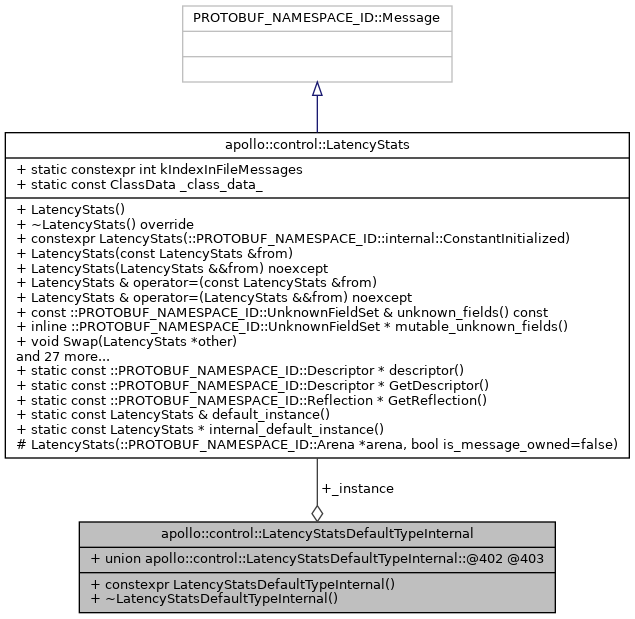 PROTOBUF_NAMESPACE_ID::Message
apollo::control::LatencyStats
+ static constexpr int kIndexInFileMessages
+ static const ClassData _class_data_
+ LatencyStats()
+ ~LatencyStats() override
+ constexpr LatencyStats(::PROTOBUF_NAMESPACE_ID::internal::ConstantInitialized)
+ LatencyStats(const LatencyStats &from)
+ LatencyStats(LatencyStats &&from) noexcept
+ LatencyStats & operator=(const LatencyStats &from)
+ LatencyStats & operator=(LatencyStats &&from) noexcept
+ const ::PROTOBUF_NAMESPACE_ID::UnknownFieldSet & unknown_fields() const
+ inline ::PROTOBUF_NAMESPACE_ID::UnknownFieldSet * mutable_unknown_fields()
+ void Swap(LatencyStats *other)
and 27 more...
+ static const ::PROTOBUF_NAMESPACE_ID::Descriptor * descriptor()
+ static const ::PROTOBUF_NAMESPACE_ID::Descriptor * GetDescriptor()
+ static const ::PROTOBUF_NAMESPACE_ID::Reflection * GetReflection()
+ static const LatencyStats & default_instance()
+ static const LatencyStats * internal_default_instance()
# LatencyStats(::PROTOBUF_NAMESPACE_ID::Arena *arena, bool is_message_owned=false)
+_instance
apollo::control::LatencyStatsDefaultTypeInternal
+ union apollo::control::LatencyStatsDefaultTypeInternal::@402 @403
+ constexpr LatencyStatsDefaultTypeInternal()
+ ~LatencyStatsDefaultTypeInternal()